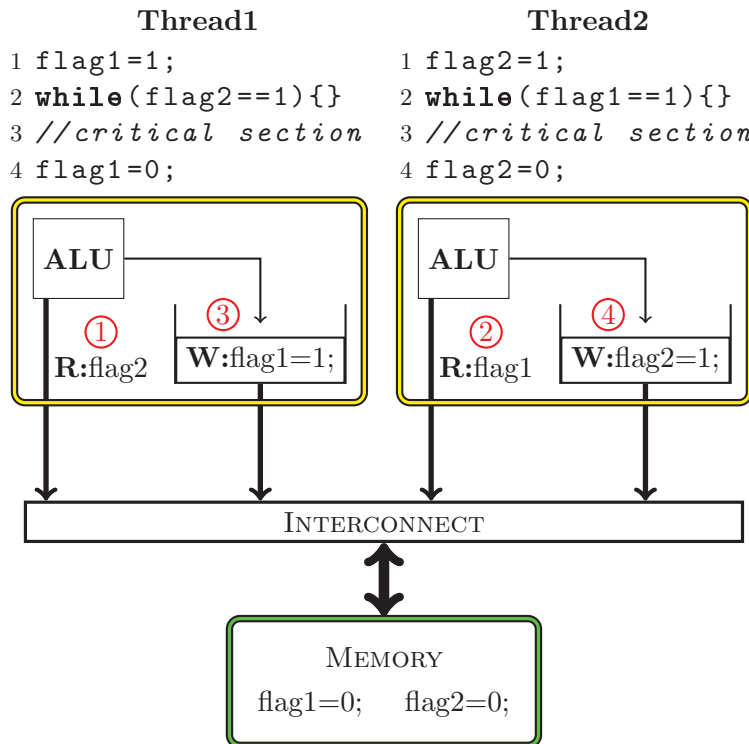 Thread1
1 flag1=1;
2 while(flag2==1){}
3 //critical section
4 flag1=0;
Thread2
1 flag2=1;
2 while(flag1==1){}
3 //critical section
4 flag2=0;
ALU
1
R:flag2
3
W:flag1=1;
ALU
2
R:flag1
4
W:flag2=1;
INTERCONNECT
MEMORY
flag1=0; flag2=0;